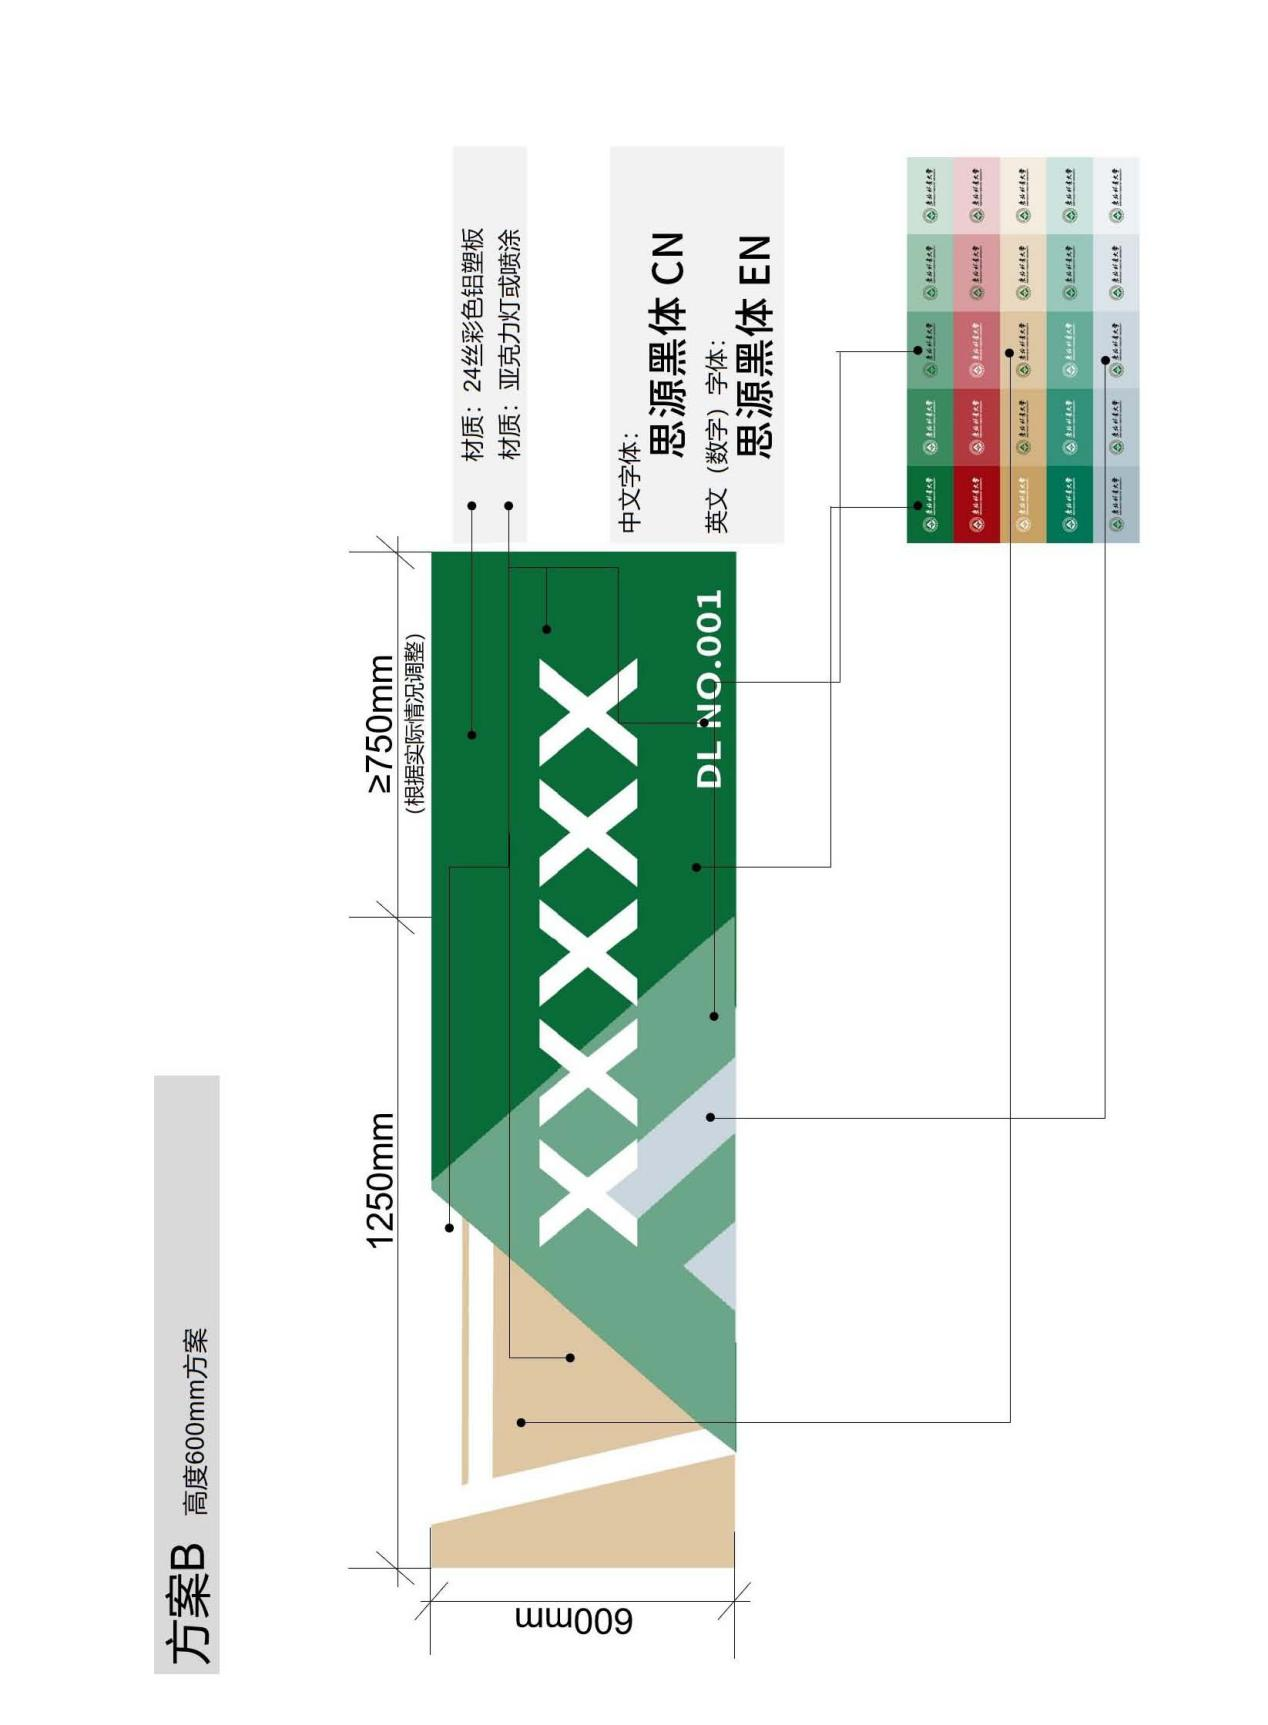 方案B 高度600mm方案
1250mm
≥750mm
(根据实际情况调整)
600mm
材质：24丝彩色铝塑板
材质：亚克力灯或喷涂
中文字体：
思源黑体 CN
英文（数字）字体：
思源黑体 EN
XXXXX
DL NO.001